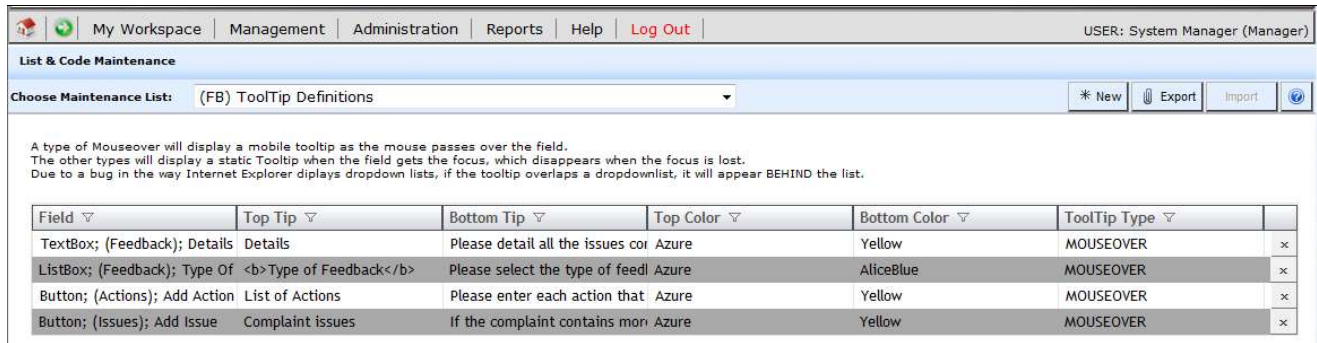 My Workspace Management Administration Reports Help Log Out USER: System Manager (Manager)
List & Code Maintenance
Choose Maintenance List: (FB) ToolTip Definitions New Export Import
A type of Mouseover will display a mobile tooltip as the mouse passes over the field.
The other types will display a static Tooltip when the field gets the focus, which disappears when the focus is lost.
Due to a bug in the way Internet Explorer diplays dropdown lists, if the tooltip overlaps a dropdownlist, it will appear BEHIND the list.
Field Top Tip Bottom Tip Top Color Bottom Color ToolTip Type
TextBox; (Feedback); Details Details Please detail all the issues cor Azure Yellow MOUSEOVER x
ListBox; (Feedback); Type Of <b>Type of Feedback</b> Please select the type of feed Azure AliceBlue MOUSEOVER x
Button; (Actions); Add Action List of Actions Please enter each action that Azure Yellow MOUSEOVER x
Button; (Issues); Add Issue Complaint issues If the complaint contains mor Azure Yellow MOUSEOVER x